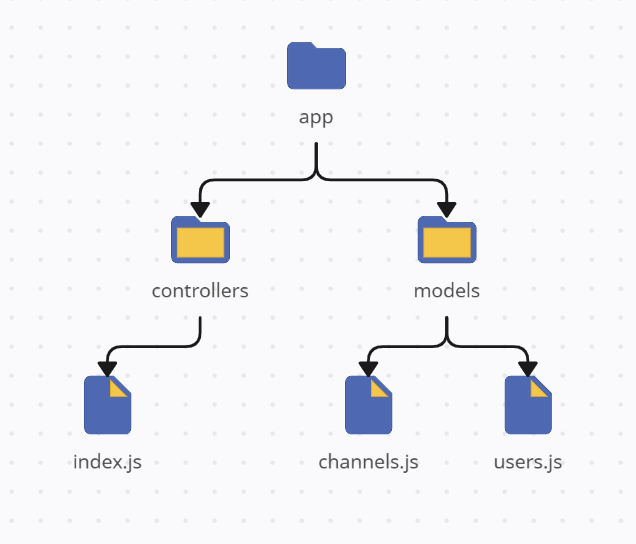 app
controllers
models
index.js
channels.js
users.js